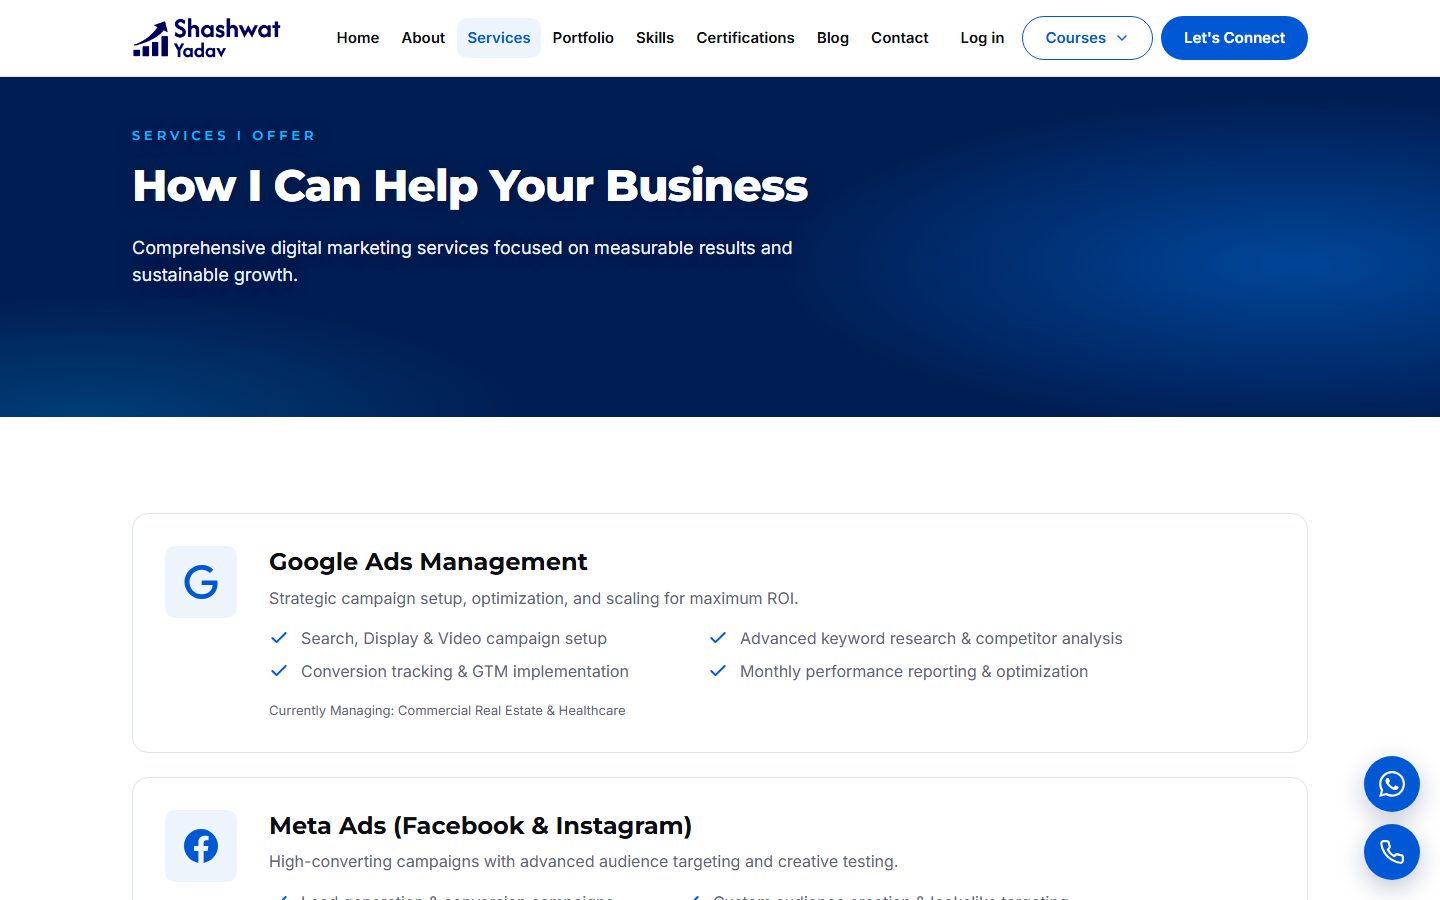 Shashwat
Yadav
Home
About
Services
Portfolio
Skills
Certifications
Blog
Contact
Log in
Courses
Let's Connect
SERVICES I OFFER
How I Can Help Your Business
Comprehensive digital marketing services focused on measurable results and
sustainable growth.
Google Ads Management
Strategic campaign setup, optimization, and scaling for maximum ROI.
Search, Display & Video campaign setup
Advanced keyword research & competitor analysis
Conversion tracking & GTM implementation
Monthly performance reporting & optimization
Currently Managing: Commercial Real Estate & Healthcare
Meta Ads (Facebook & Instagram)
High-converting campaigns with advanced audience targeting and creative testing.